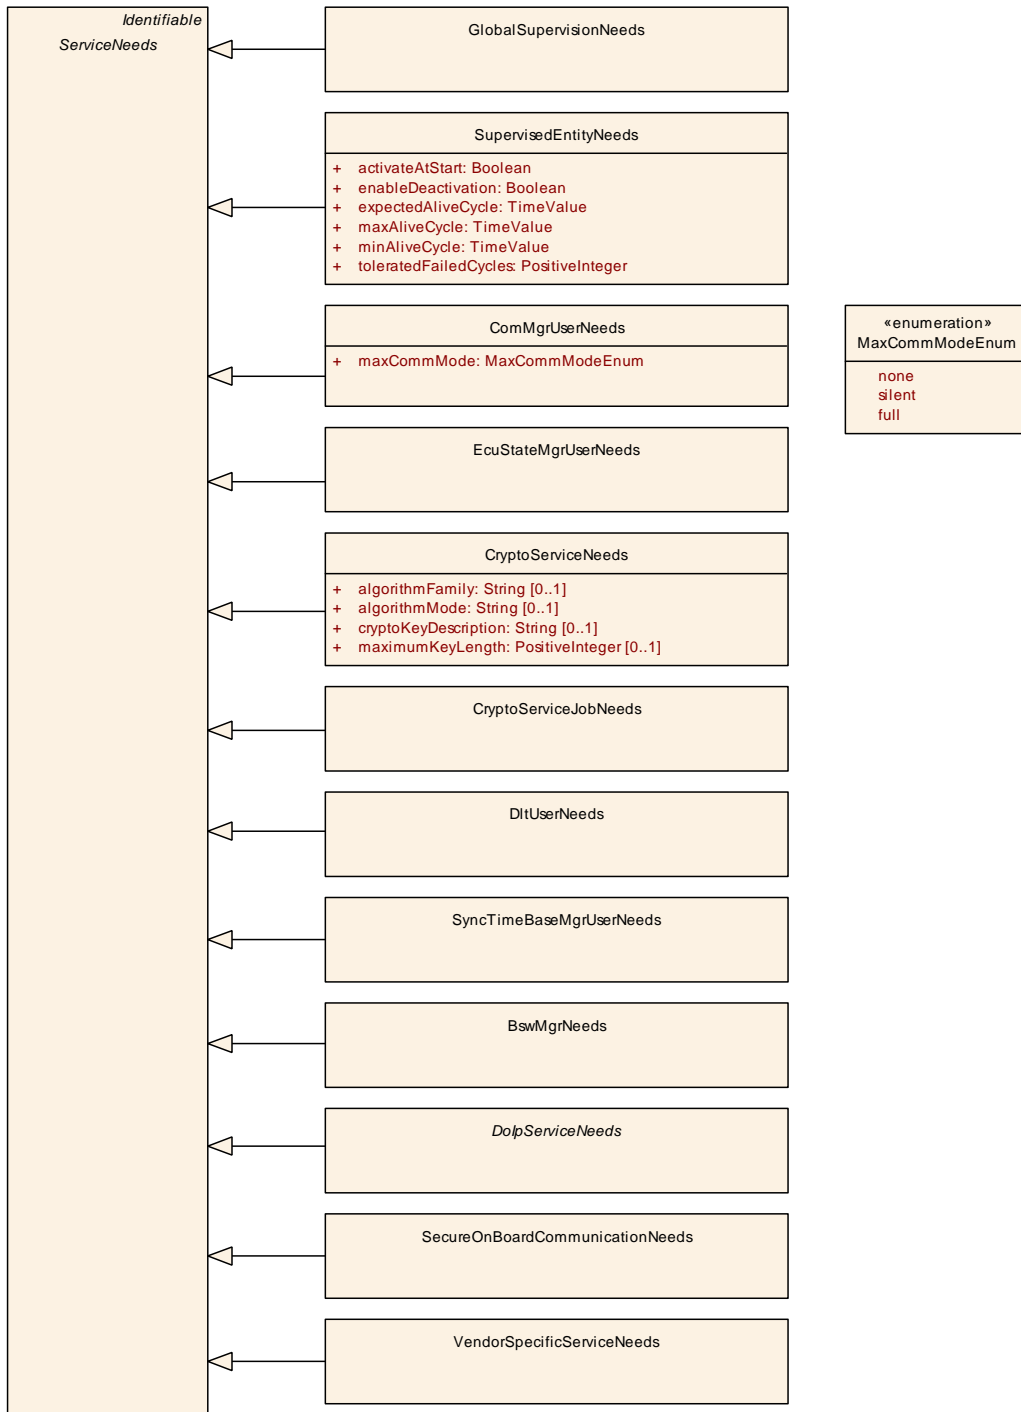 Identifiable
ServiceNeeds
GlobalSupervisionNeeds
SupervisedEntityNeeds
+ activateAtStart: Boolean
+ enableDeactivation: Boolean
+ expectedAliveCycle: TimeValue
+ maxAliveCycle: TimeValue
+ minAliveCycle: TimeValue
+ toleratedFailedCycles: PositiveInteger
ComMgrUserNeeds
+ maxCommMode: MaxCommModeEnum
«enumeration»
MaxCommModeEnum
none
silent
full
EcuStateMgrUserNeeds
CryptoServiceNeeds
+ algorithmFamily: String [0..1]
+ algorithmMode: String [0..1]
+ cryptoKeyDescription: String [0..1]
+ maximumKeyLength: PositiveInteger [0..1]
CryptoServiceJobNeeds
DltUserNeeds
SyncTimeBaseMgrUserNeeds
BswMgrNeeds
DoIpServiceNeeds
SecureOnBoardCommunicationNeeds
VendorSpecificServiceNeeds